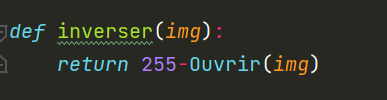 def inverser(img):
    return 255-Ouvrir(img)